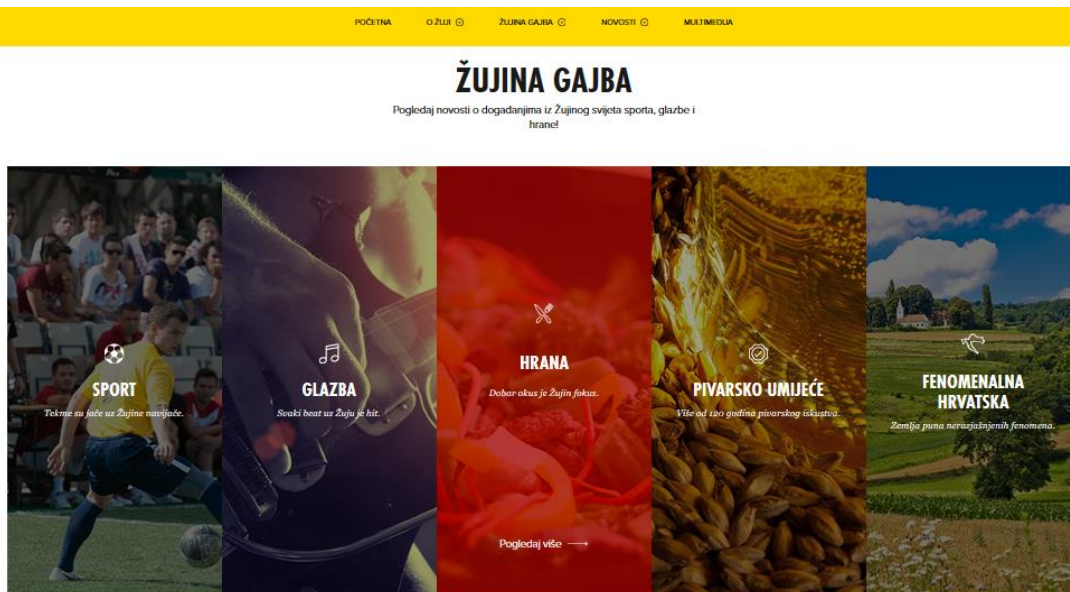 POČETNA O ŽUJI ŽUJINA GAJBA NOVOSTI MULTIMEDIJA
ŽUJINA GAJBA
Pogledaj novosti o događanjima iz Žujinog svijeta sporta, glazbe i
hrane!
SPORT
Tekme su jače uz Žujine navijače.
GLAZBA
Svaki beat uz Žuju je hit.
HRANA
Dobar okus je Žujin fokus.
Pogledaj više
PIVARSKO UMIJEĆE
Više od 120 godina pivarskog iskustva.
FENOMENALNA
HRVATSKA
Zemlja puna nerazjašnjenih fenomena.